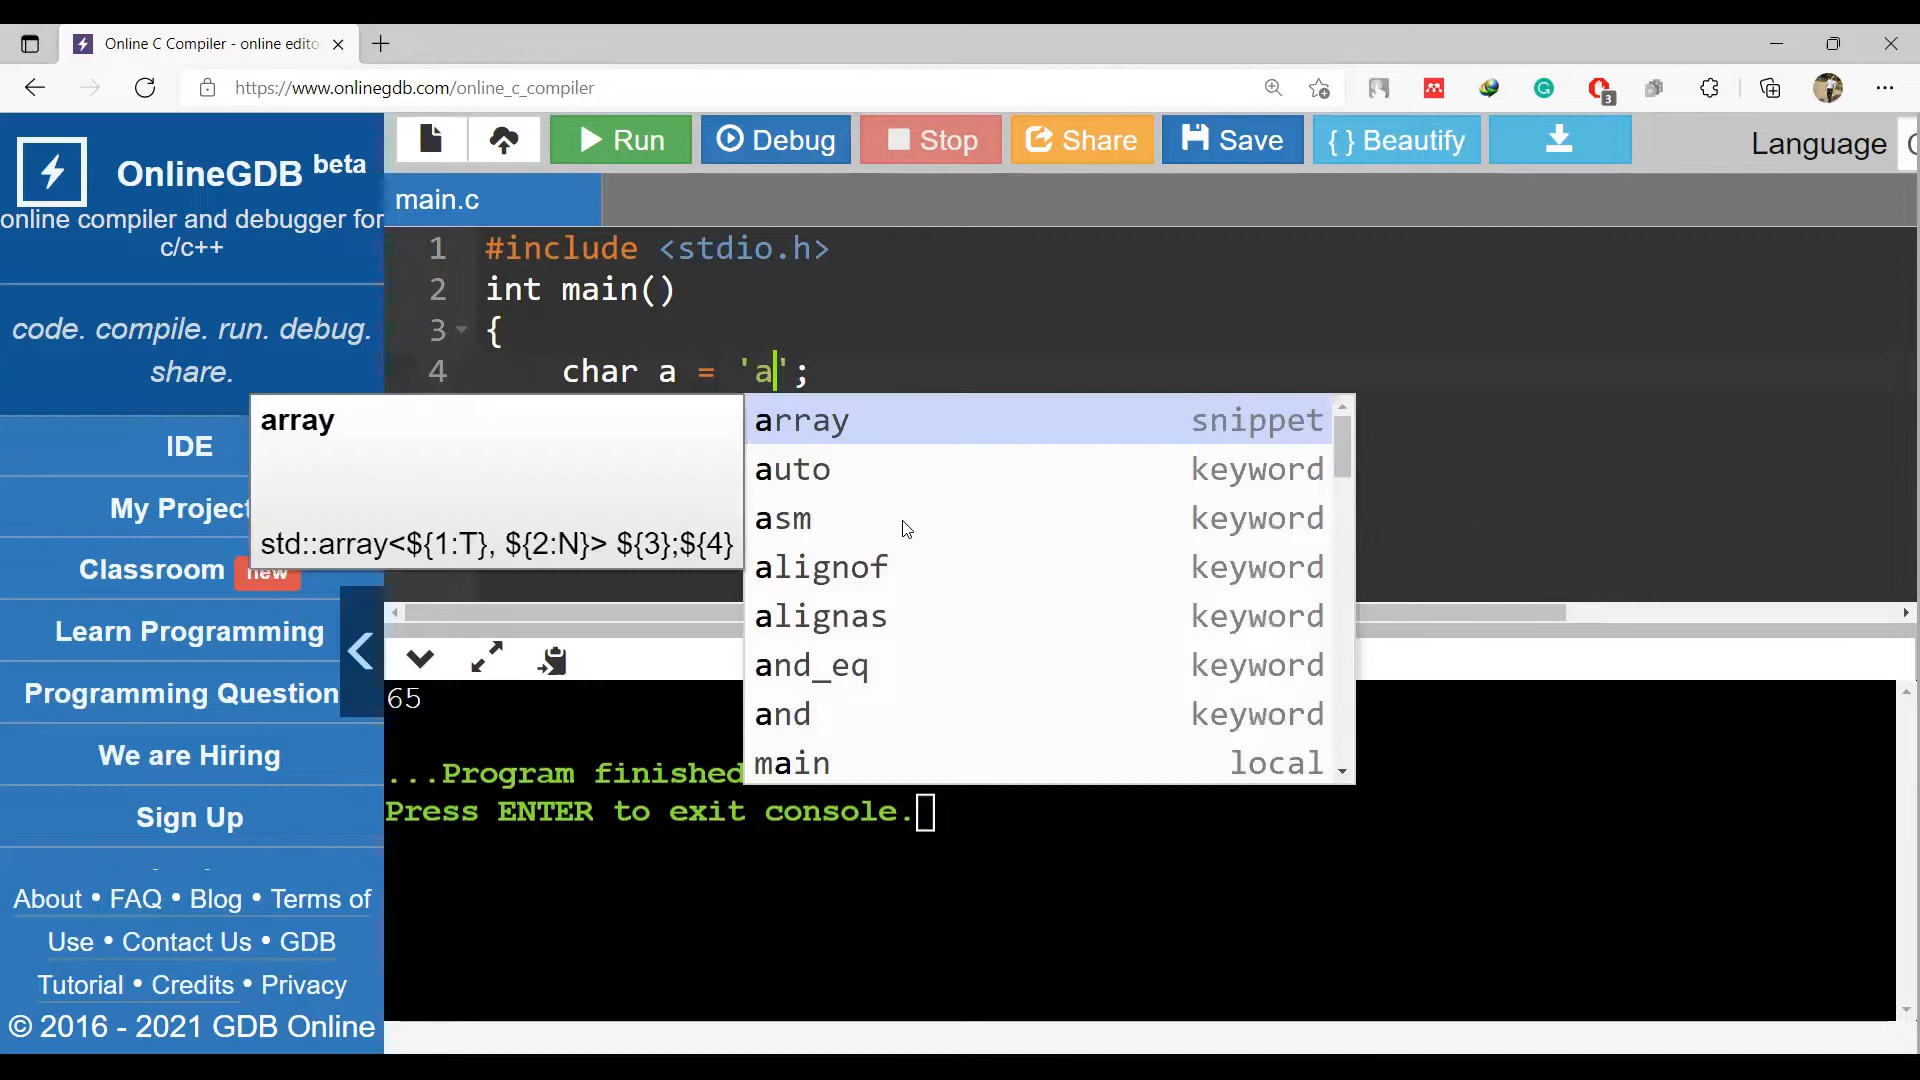 Online C Compiler - online edito
https://www.onlinegdb.com/online_c_compiler
3
OnlineGDB beta
online compiler and debugger for
c/c++
code. compile. run. debug.
share.
IDE
My Project
Classroom new
Learn Programming
Programming Question
We are Hiring
Sign Up
About • FAQ • Blog • Terms of
Use • Contact Us • GDB
Tutorial • Credits • Privacy
© 2016 - 2021 GDB Online
Run Debug Stop Share Save { } Beautify Language
main.c
1 #include <stdio.h>
2 int main()
3 {
4 char a = 'a';
array
std::array<${1:T}, ${2:N}> ${3};${4}
array snippet
auto keyword
asm keyword
alignof keyword
alignas keyword
and_eq keyword
and keyword
main local
65
...Program finished
Press ENTER to exit console.